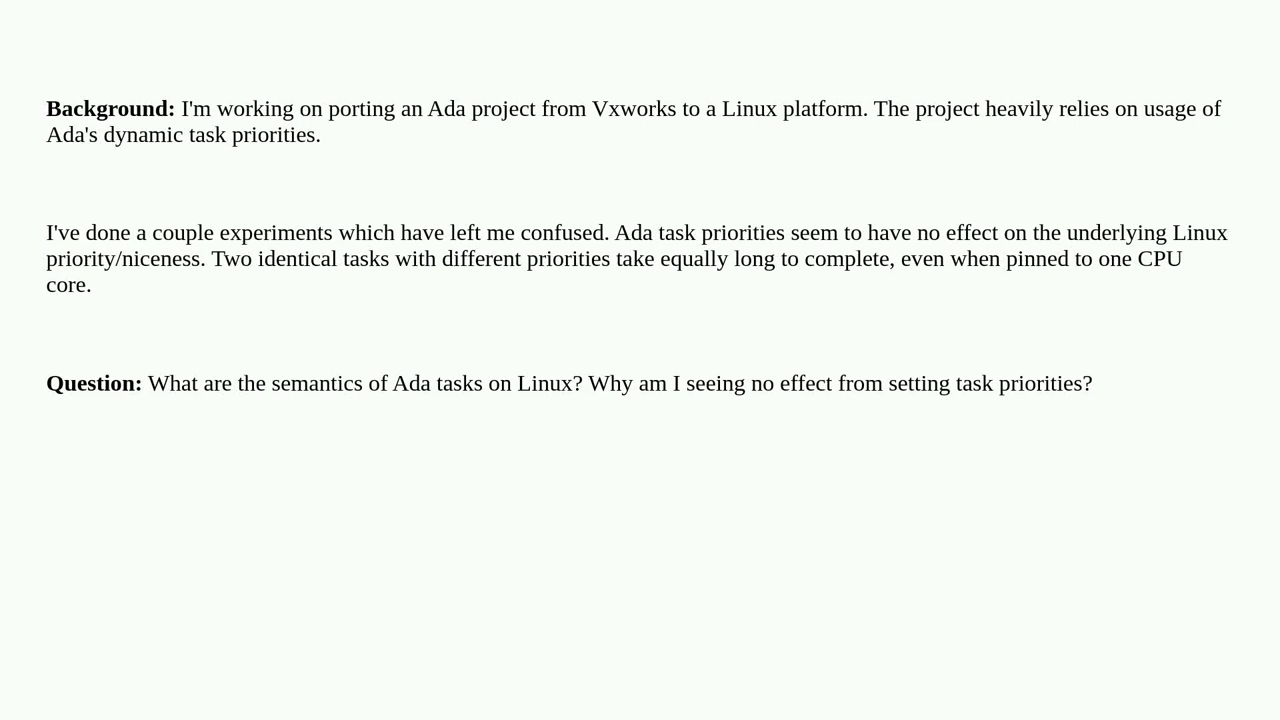 Background: I'm working on porting an Ada project from Vxworks to a Linux platform. The project heavily relies on usage of
Ada's dynamic task priorities.
I've done a couple experiments which have left me confused. Ada task priorities seem to have no effect on the underlying Linux
priority/niceness. Two identical tasks with different priorities take equally long to complete, even when pinned to one CPU
core.
Question: What are the semantics of Ada tasks on Linux? Why am I seeing no effect from setting task priorities?